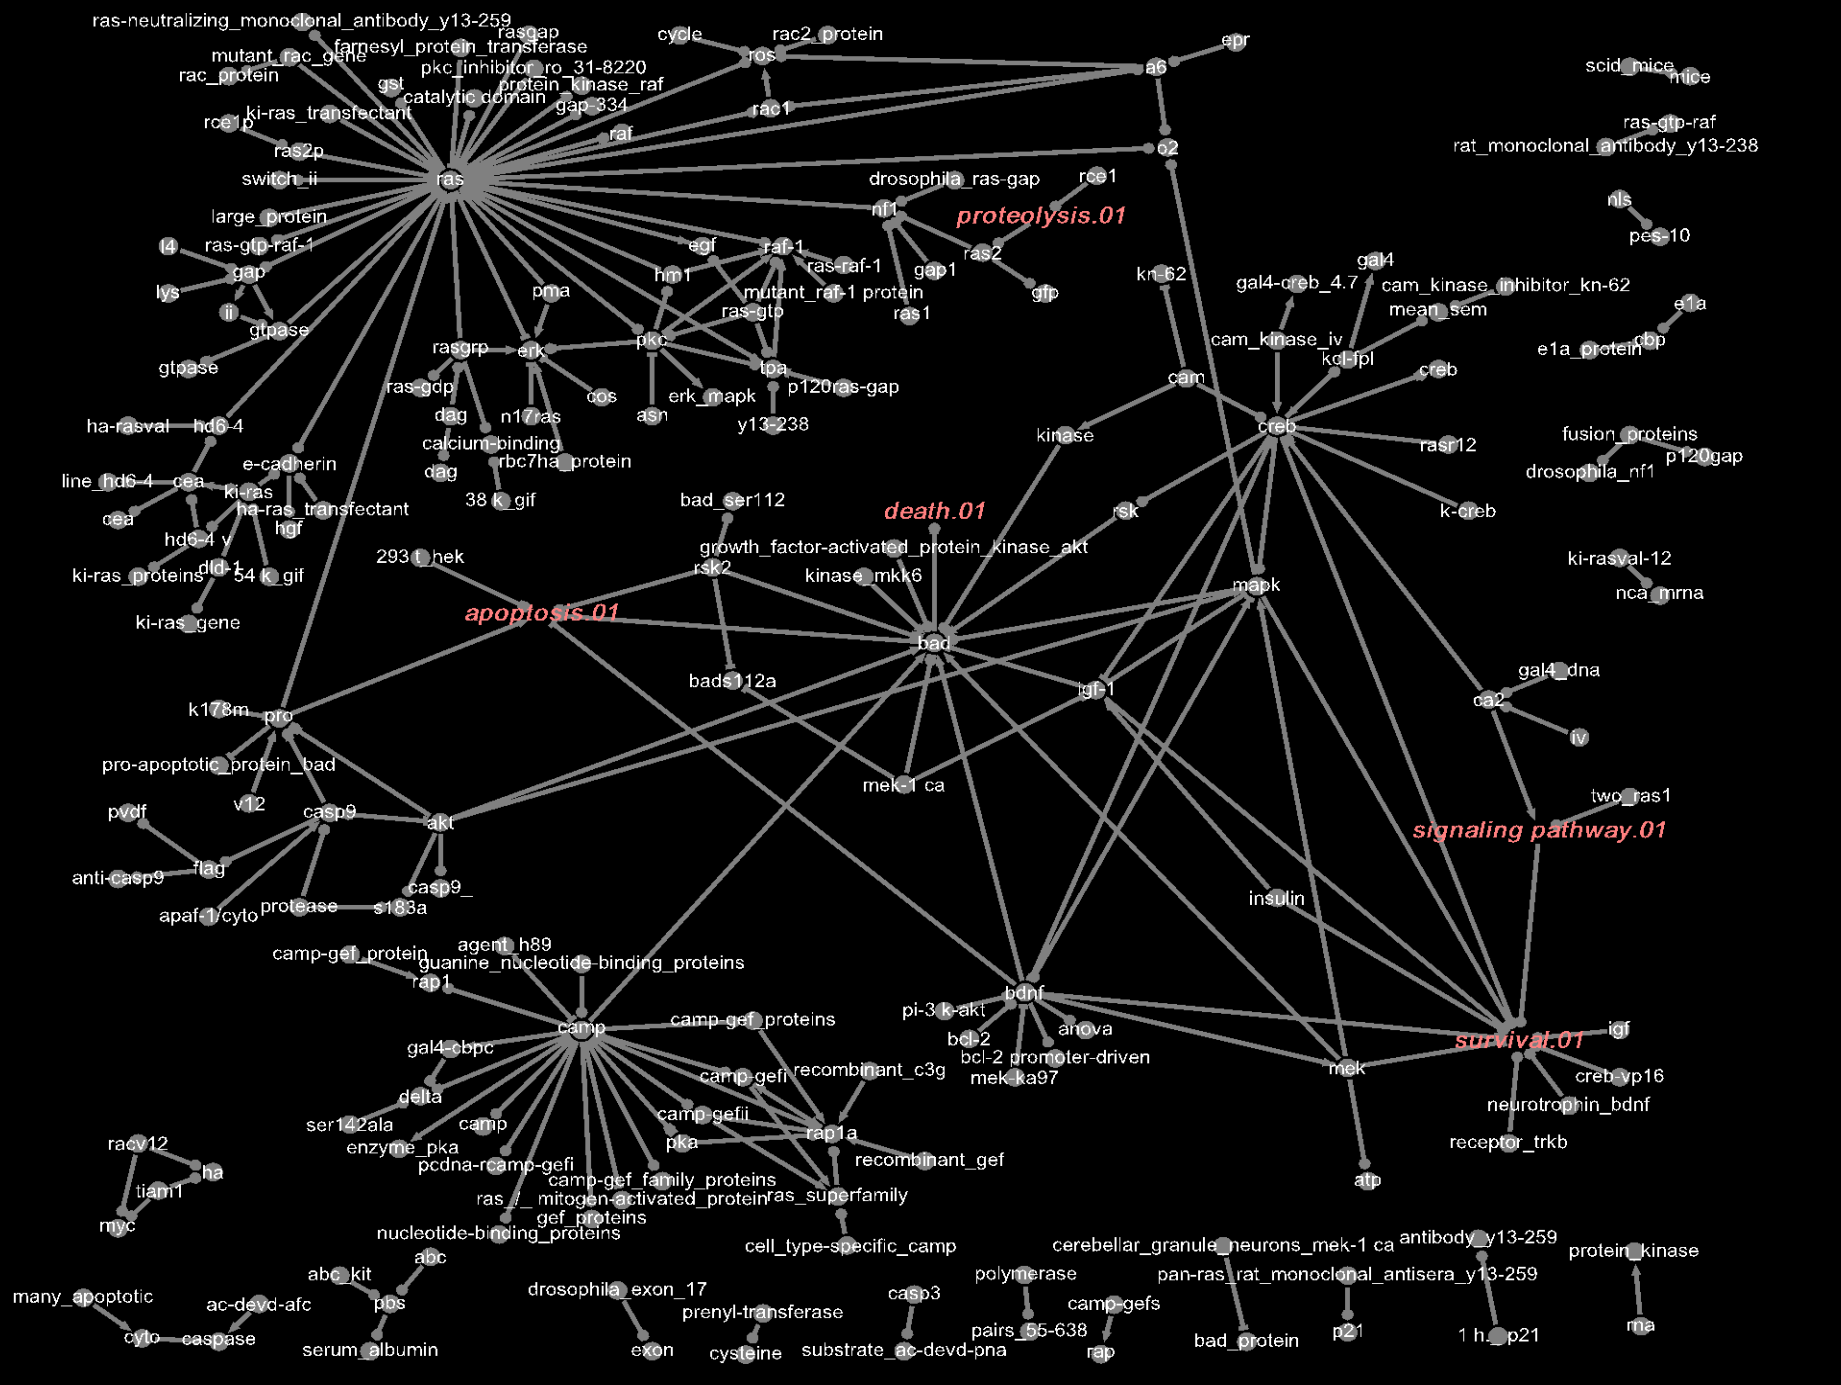 ras-neutralizing_monoclonal_antibody_y13-259
rasgap
cycle
rac2_protein
epr
farnesyl_protein_transferase
mutant_rac_gene
ros
a6
scid_mice
mice
rac_protein
pkc_inhibitor_ro_31-8220
gst
protein_kinase_raf
catalytic domain
gap-334
rac1
ki-ras_transfectant
rce1p
raf
ras-gtp-raf
rat_monoclonal_antibody_y13-238
ras2p
o2
switch_ii
ras
drosophila_ras-gap
rce1
nls
large_protein
nf1
proteolysis.01
pes-10
l4
ras-gtp-raf-1
egf
raf-1
ras2
gap
hm1
ras-raf-1
gap1
kn-62
gal4
lys
pma
mutant_raf-1 protein
gfp
gal4-creb_4.7
cam_kinase_inhibitor_kn-62
ii
ras-gtp
ras1
mean_sem
e1a
gtpase
pkc
cam_kinase_iv
cbp
rasgrp
erk
e1a_protein
kcl-fpl
gtpase
tpa
creb
ras-gdp
p120ras-gap
cam
erk_mapk
cos
dag
n17ras
asn
y13-238
ha-rasval
hd6-4
creb
calcium-binding
kinase
rasr12
fusion_proteins
p120gap
e-cadherin
rbc7ha_protein
dag
drosophila_nf1
line_hd6-4
cea
ki-ras
38 k_gif
bad_ser112
death.01
rsk
k-creb
ha-ras_transfectant
cea
hgf
hd6-4 v
growth_factor-activated_protein_kinase_akt
293 t_hek
ki-rasval-12
dld-1
rsk2
kinase_mkk6
ki-ras_proteins
54 k_gif
mapk
nca_mrna
apoptosis.01
ki-ras_gene
bad
gal4_dna
bads112a
igf-1
ca2
k178m
pro
iv
pro-apoptotic_protein_bad
mek-1 ca
v12
two_ras1
pvdf
casp9
akt
signaling pathway.01
flag
anti-casp9
casp9_
insulin
apaf-1/cyto
protease
s183a
agent_h89
camp-gef_protein
guanine_nucleotide-binding_proteins
rap1
bdnf
pi-3 k-akt
camp
camp-gef_proteins
anova
igf
bcl-2
survival.01
gal4-cbpc
bcl-2 promoter-driven
mek
recombinant_c3g
camp-gefi
mek-ka97
creb-vp16
delta
neurotrophin_bdnf
ser142ala
camp
camp-gefii
rap1a
receptor_trkb
enzyme_pka
pka
racv12
pcdna-rcamp-gefi
recombinant_gef
ha
camp-gef_family_proteins
atp
tiam1
ras_/_ mitogen-activated_protein
ras_superfamily
myc
gef_proteins
nucleotide-binding_proteins
cell_type-specific_camp
cerebellar_granule_neurons_mek-1 ca
antibody_y13-259
protein_kinase
abc
abc_kit
polymerase
pan-ras_rat_monoclonal_antisera_y13-259
many_apoptotic
ac-devd-afc
pbs
drosophila_exon_17
casp3
camp-gefs
prenyl-transferase
cyto
caspase
pairs_55-638
p21
bad_protein
rna
serum_albumin
exon
cysteine
substrate_ac-devd-pna
rap